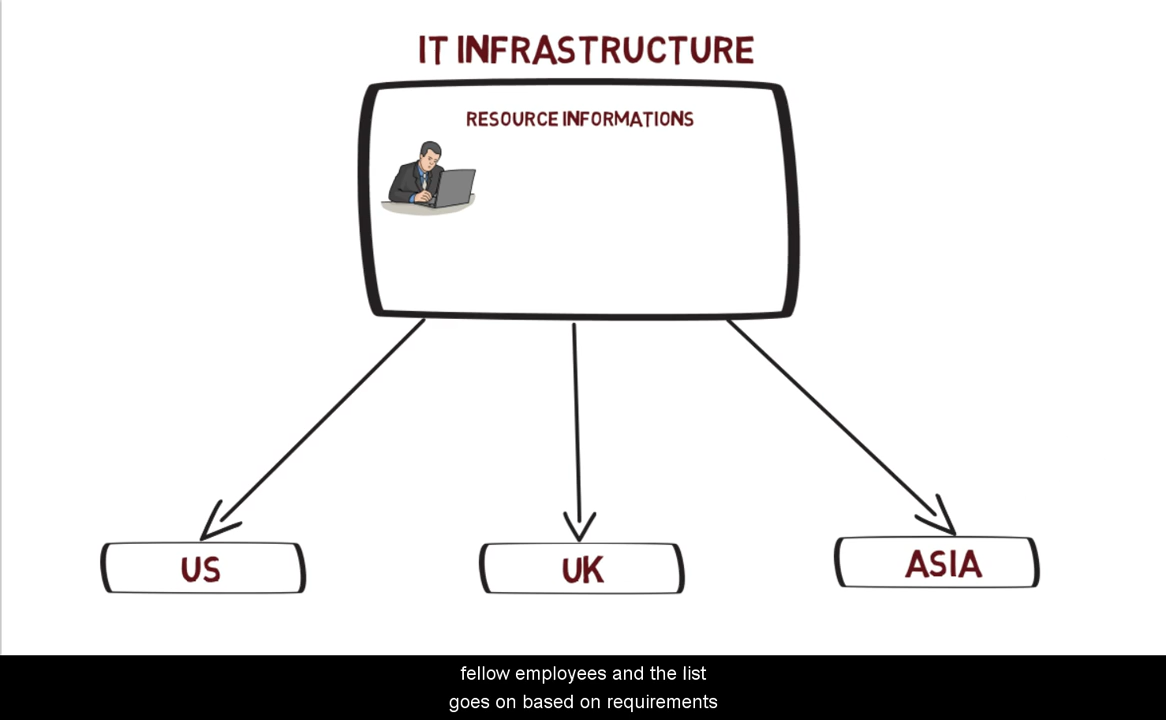 IT INFRASTRUCTURE
RESOURCE INFORMATIONS
US
UK
ASIA
fellow employees and the list
goes on based on requirements